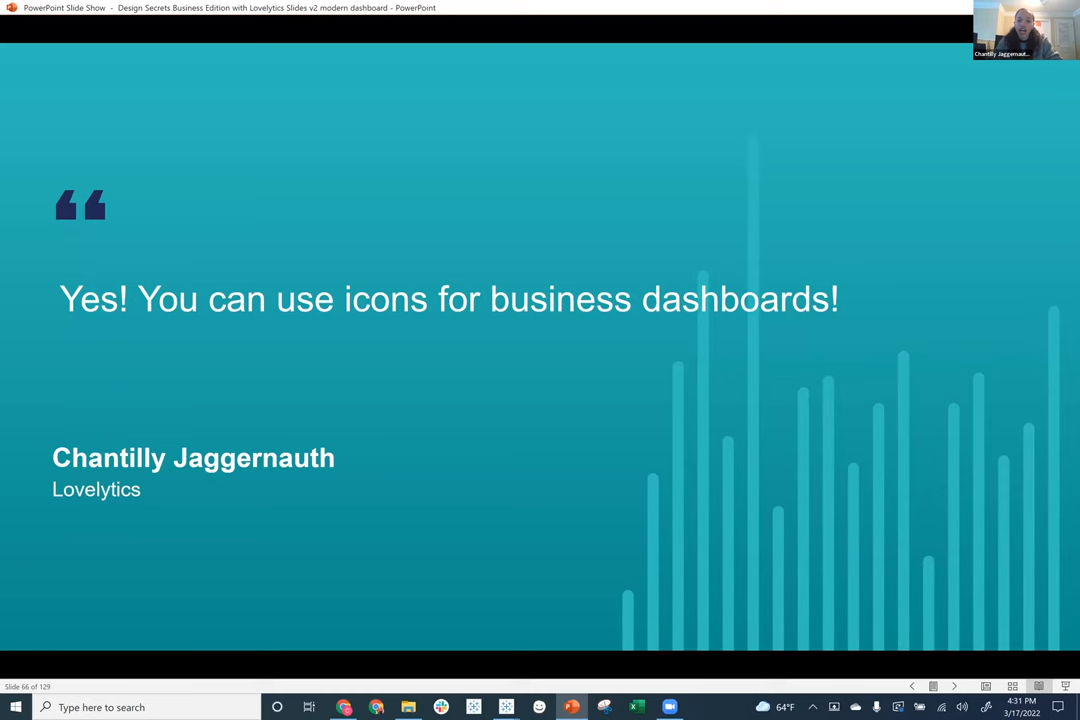 PowerPoint Slide Show - Design Secrets Business Edition with Lovelytics Slides v2 modern dashboard - PowerPoint
Chantilly Jaggernaut...
“
Yes! You can use icons for business dashboards!
Chantilly Jaggernauth
Lovelytics
Slide 66 of 129
Type here to search
64°F
4:31 PM
3/17/2022